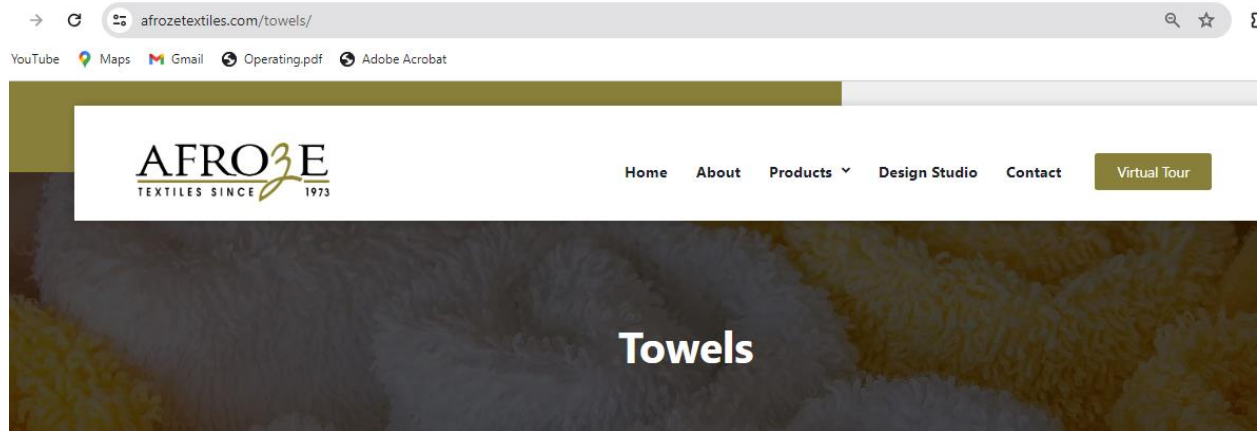 afrozetextiles.com/towels/
YouTube Maps Gmail Operating.pdf Adobe Acrobat
AFROZE
TEXTILES SINCE 1973
Home About Products Design Studio Contact Virtual Tour
Towels